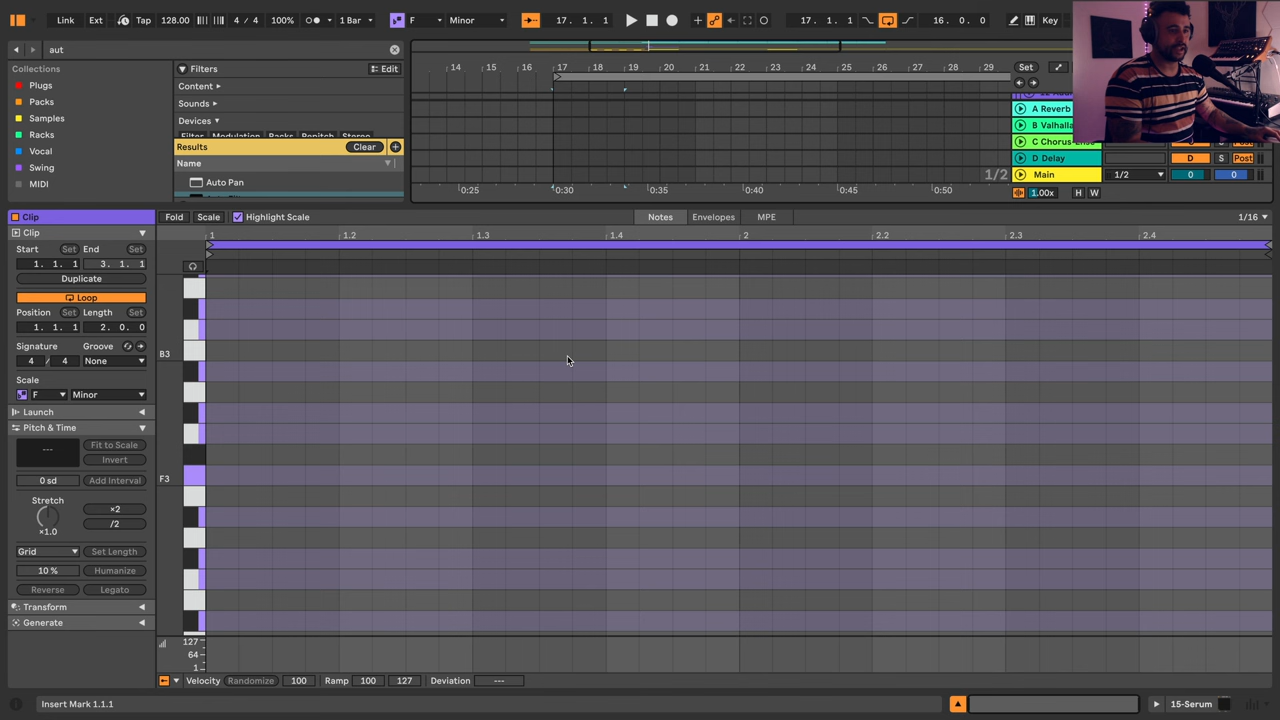 Link Ext Tap 128.00 4 / 4 100% 1 Bar F Minor 17. 1. 1 17. 1. 1 16. 0. 0 Key
aut
Collections
Plugs
Packs
Samples
Racks
Vocal
Swing
MIDI
Filters Edit
Content
Sounds
Devices
Filter Modulation Racks Repitch Stereo
Results Clear
Name
Auto Pan
14 15 16 17 18 19 20 21 22 23 24 25 26 27 28 29
Set
A Reverb
B Valhalla
C Chorus-Ense
D Delay D S Post
1/2 Main 1/2 0 0
0:25 0:30 0:35 0:40 0:45 0:50 1.00x H W
Clip Fold Scale Highlight Scale Notes Envelopes MPE 1/16
Clip
1 1.2 1.3 1.4 2 2.2 2.3 2.4
Start Set End Set
1. 1. 1 3. 1. 1
Duplicate
Loop
Position Set Length Set
1. 1. 1 2. 0. 0
Signature Groove
4 / 4 None
Scale
F Minor
Launch
Pitch & Time
--- Fit to Scale
Invert
0 sd Add Interval
Stretch
×2
/2
×1.0
Grid Set Length
10 % Humanize
Reverse Legato
Transform
Generate
B3
F3
127
64
1
Velocity Randomize 100 Ramp 100 127 Deviation ---
Insert Mark 1.1.1 15-Serum